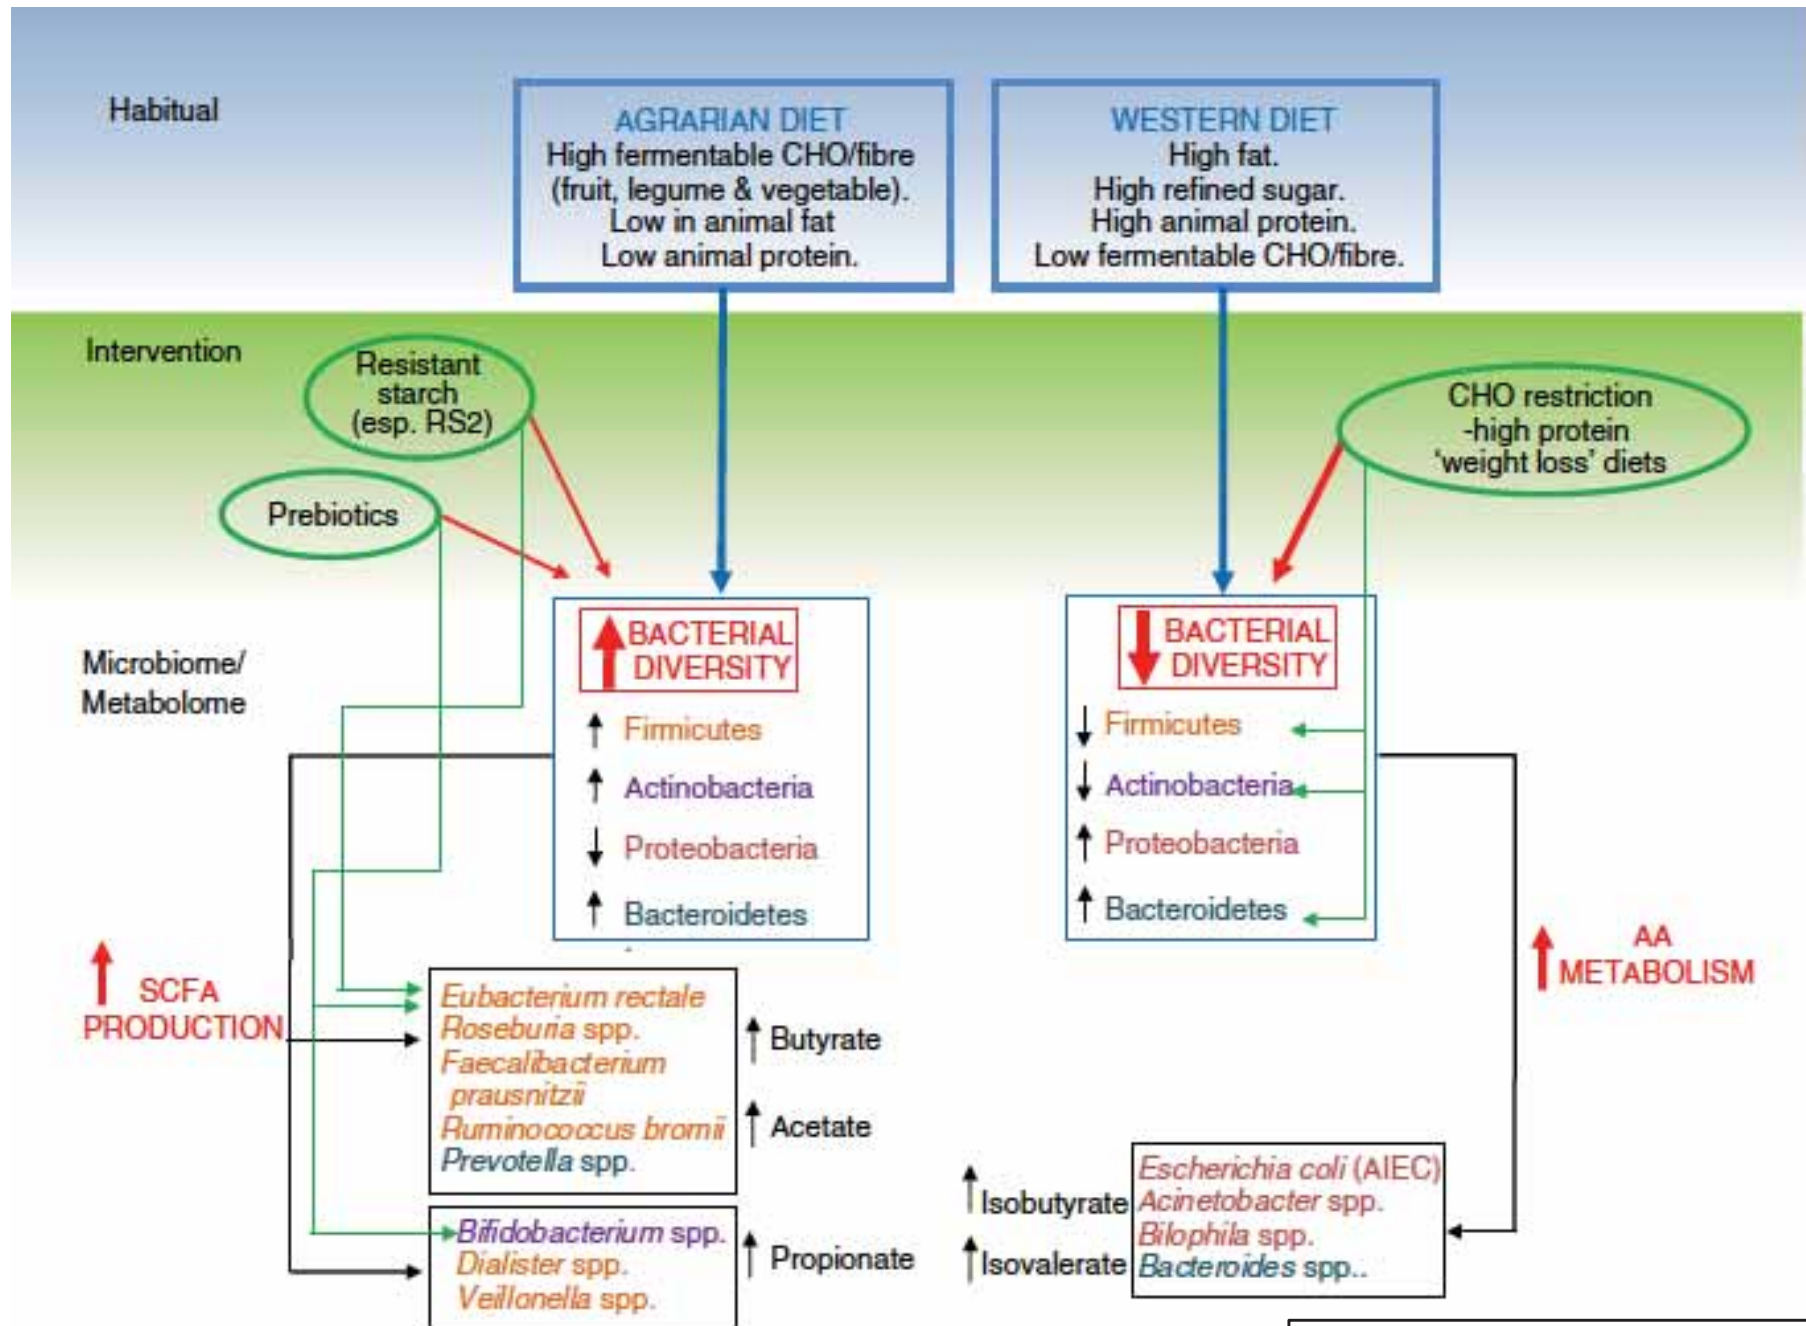 Habitual
AGRARIAN DIET
High fermentable CHO/fibre
(fruit, legume & vegetable).
Low in animal fat
Low animal protein.
WESTERN DIET
High fat.
High refined sugar.
High animal protein.
Low fermentable CHO/fibre.
Intervention
Resistant
starch
(esp. RS2)
Prebiotics
CHO restriction
-high protein
‘weight loss’ diets
Microbiome/
Metabolome
BACTERIAL
DIVERSITY
Firmicutes
Actinobacteria
Proteobacteria
Bacteroidetes
BACTERIAL
DIVERSITY
Firmicutes
Actinobacteria
Proteobacteria
Bacteroidetes
SCFA
PRODUCTION
AA
METABOLISM
Eubacterium rectale
Roseburia spp.
Faecalibacterium
prausnitzii
Ruminococcus bromii
Prevotella spp.
Butyrate
Acetate
Bifidobacterium spp.
Dialister spp.
Veillonella spp.
Propionate
Isobutyrate
Isovalerate
Escherichia coli (AIEC)
Acinetobacter spp.
Bilophila spp.
Bacteroides spp..